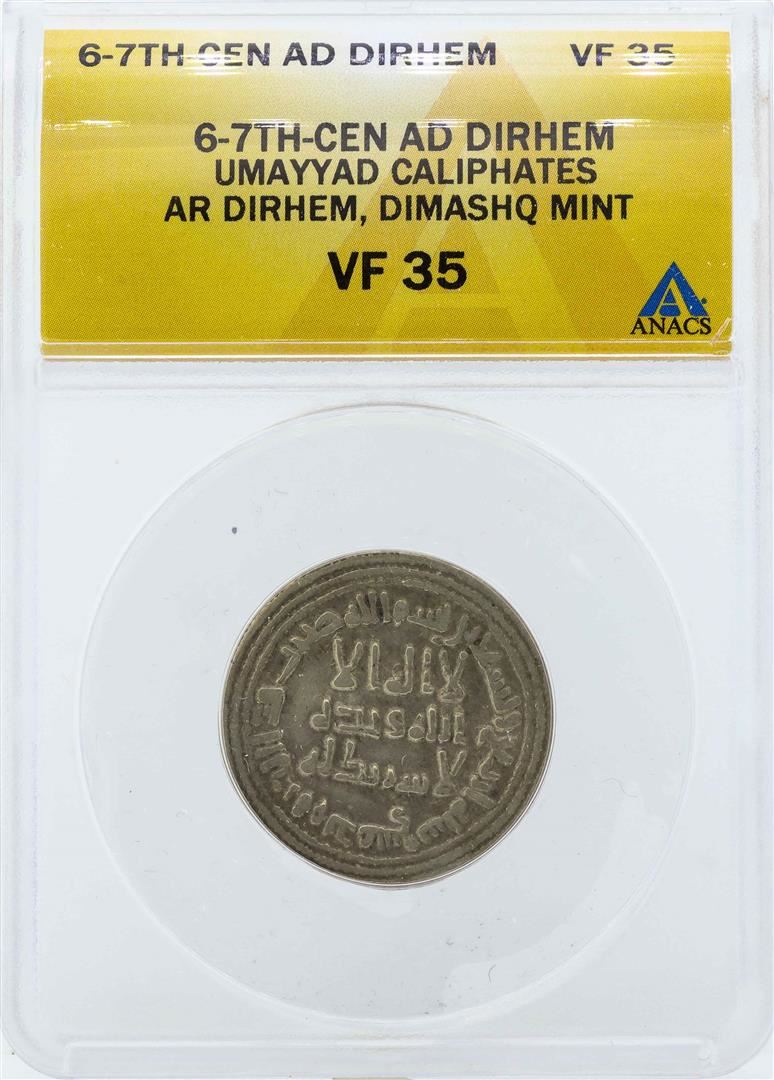 6-7TH-CEN AD DIRHEM VF 35
6-7TH-CEN AD DIRHEM
UMAYYAD CALIPHATES
AR DIRHEM, DIMASHQ MINT
VF 35
ANACS
لا اله الا
الله وحده
لا شريك له